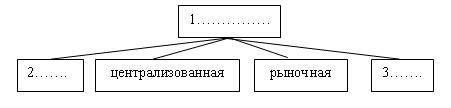 1……………
2…….
централизованная
рыночная
3…….